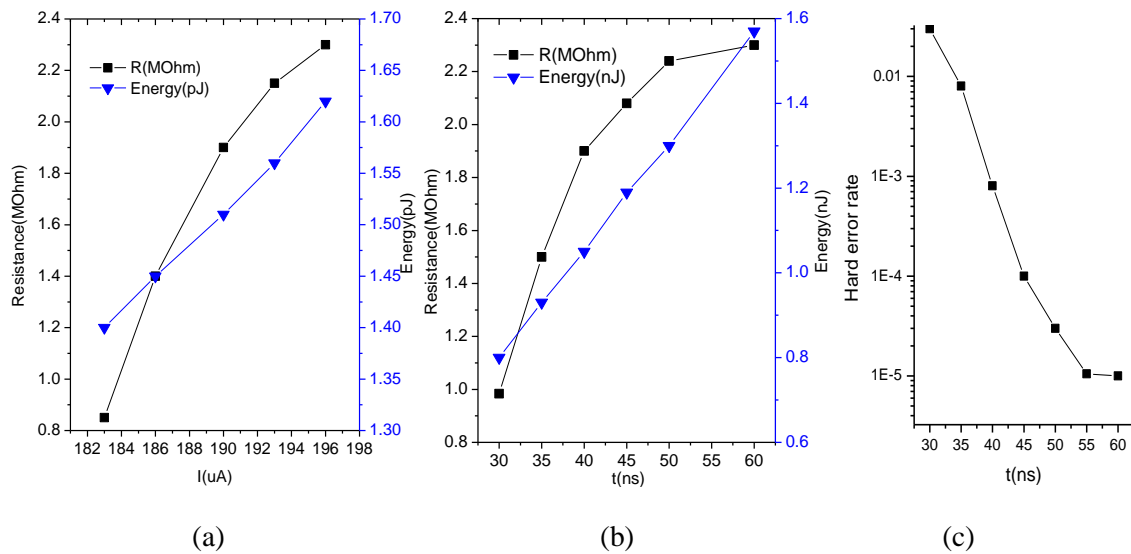 2.4
2.2
2.0
1.8
1.6
1.4
1.2
1.0
0.8
Resistance(MOhm)
R(MOhm)
Energy(pJ)
1.70
1.65
1.60
1.55
1.50
1.45
1.40
1.35
1.30
Energy(pJ)
182 184 186 188 190 192 194 196 198
I(uA)
(a)
2.4
2.2
2.0
1.8
1.6
1.4
1.2
1.0
0.8
Resistance(MOhm)
R(MOhm)
Energy(nJ)
1.6
1.4
1.2
1.0
0.8
0.6
Energy(nJ)
30 35 40 45 50 55 60
t(ns)
(b)
0.01
1E-3
1E-4
1E-5
Hard error rate
30 35 40 45 50 55 60
t(ns)
(c)